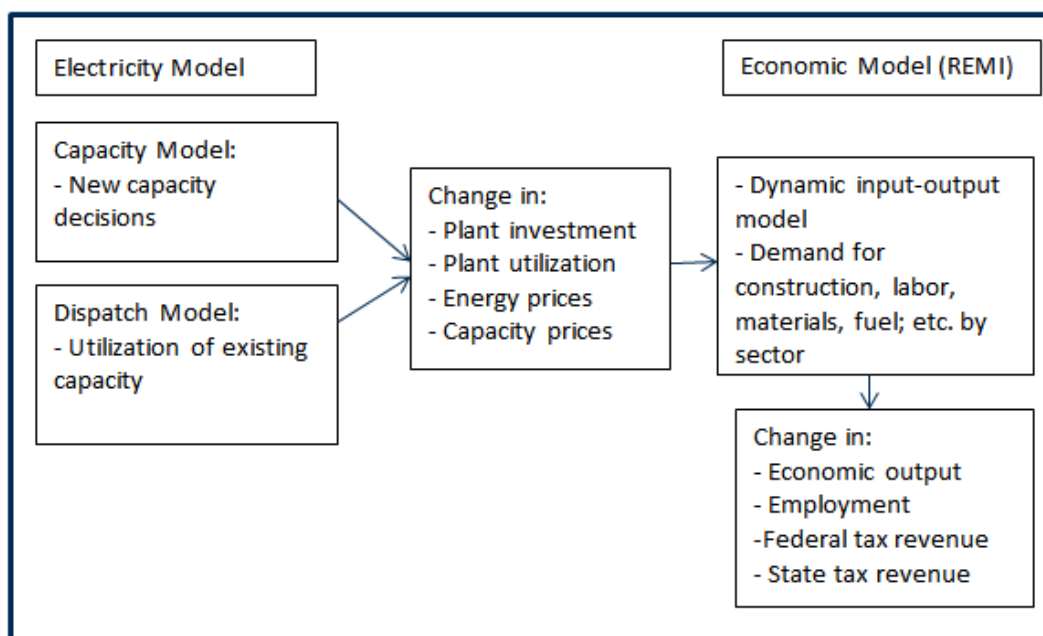 Electricity Model
Economic Model (REMI)
Capacity Model:
- New capacity
decisions
Dispatch Model:
- Utilization of existing
capacity
Change in:
- Plant investment
- Plant utilization
- Energy prices
- Capacity prices
- Dynamic input-output
model
- Demand for
construction, labor,
materials, fuel; etc. by
sector
Change in:
- Economic output
- Employment
-Federal tax revenue
- State tax revenue